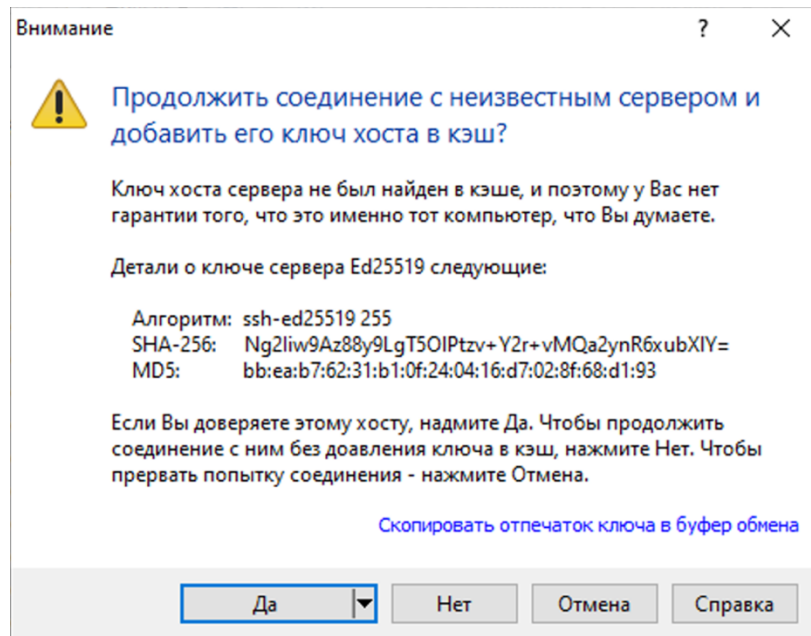 Внимание
?
Продолжить соединение с неизвестным сервером и
добавить его ключ хоста в кэш?
Ключ хоста сервера не был найден в кэше, и поэтому у Вас нет
гарантии того, что это именно тот компьютер, что Вы думаете.
Детали о ключе сервера Ed25519 следующие:
Алгоритм: ssh-ed25519 255
SHA-256: Ng2liw9Az88y9LgT5OIPtzv+Y2r+vMQa2ynR6xubXIY=
MD5: bb:ea:b7:62:31:b1:0f:24:04:16:d7:02:8f:68:d1:93
Если Вы доверяете этому хосту, надмите Да. Чтобы продолжить
соединение с ним без доавления ключа в кэш, нажмите Нет. Чтобы
прервать попытку соединения - нажмите Отмена.
Скопировать отпечаток ключа в буфер обмена
Да Нет Отмена Справка